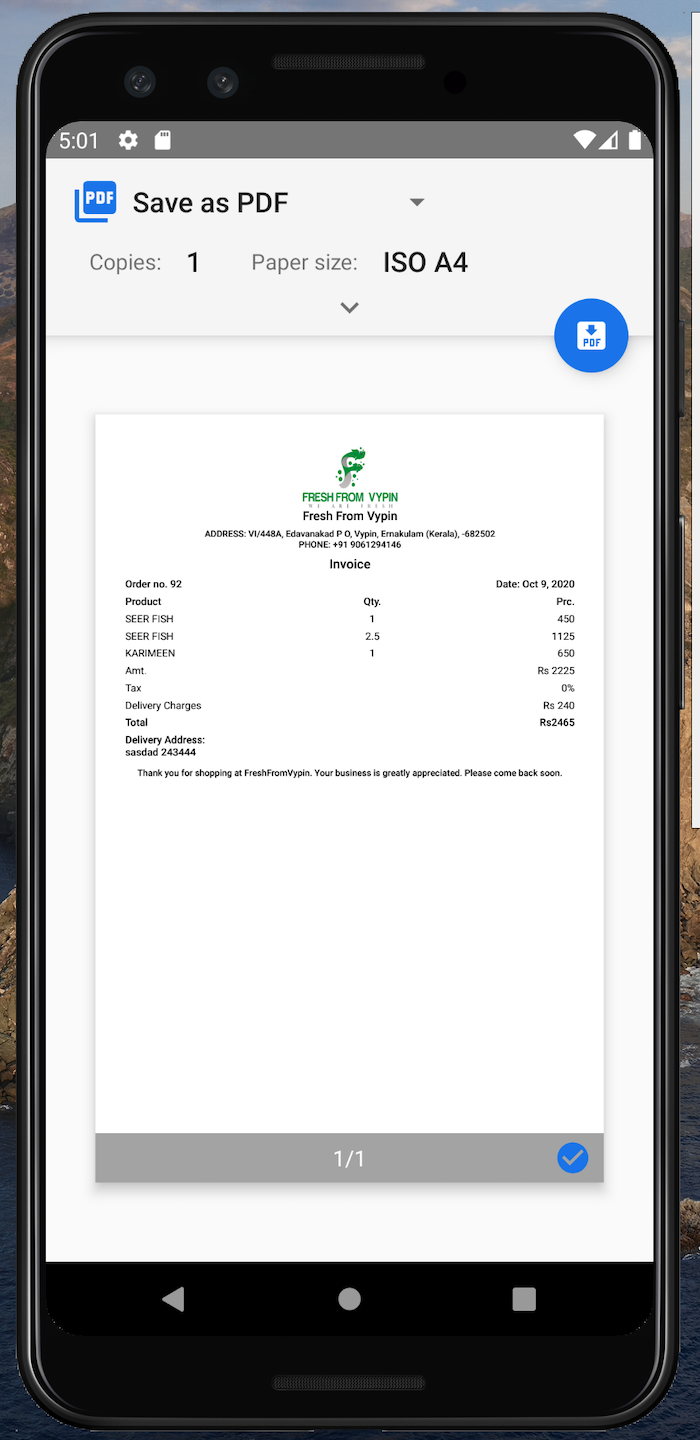 5:01
PDF Save as PDF
Copies: 1 Paper size: ISO A4
PDF
FRESH FROM VYPIN
WE ARE FRESH
Fresh From Vypin
ADDRESS: VI/448A, Edavanakad P O, Vypin, Ernakulam (Kerala), -682502
PHONE: +91 9061294146
Invoice
Order no. 92 Date: Oct 9, 2020
Product Qty. Prc.
SEER FISH 1 450
SEER FISH 2.5 1125
KARIMEEN 1 650
Amt. Rs 2225
Tax 0%
Delivery Charges Rs 240
Total Rs2465
Delivery Address:
sasdad 243444
Thank you for shopping at FreshFromVypin. Your business is greatly appreciated. Please come back soon.
1/1